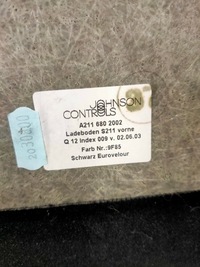 JOHNSON
CONTROLS
A211 680 2002
Ladeboden S211 vorne
Q 12 Index 009 v. 02.06.03
Farb Nr.:9F85
Schwarz Eurovelour